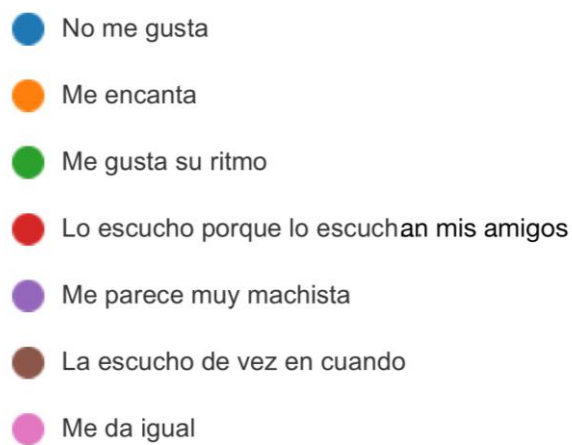 No me gusta
Me encanta
Me gusta su ritmo
Lo escucho porque lo escuchan mis amigos
Me parece muy machista
La escucho de vez en cuando
Me da igual